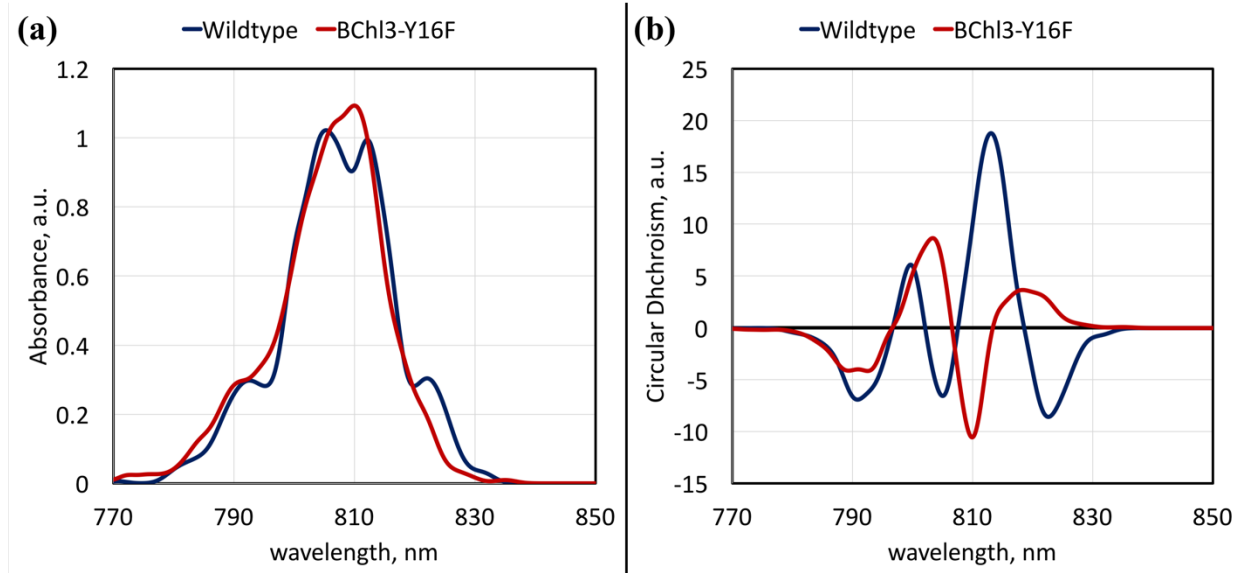 (a)
Wildtype BChl3-Y16F
1.2
1
0.8
0.6
0.4
0.2
0
Absorbance, a.u.
770 790 810 830 850
wavelength, nm
(b)
Wildtype BChl3-Y16F
25
20
15
10
5
0
-5
-10
-15
Circular Dhchroism, a.u.
770 790 810 830 850
wavelength, nm